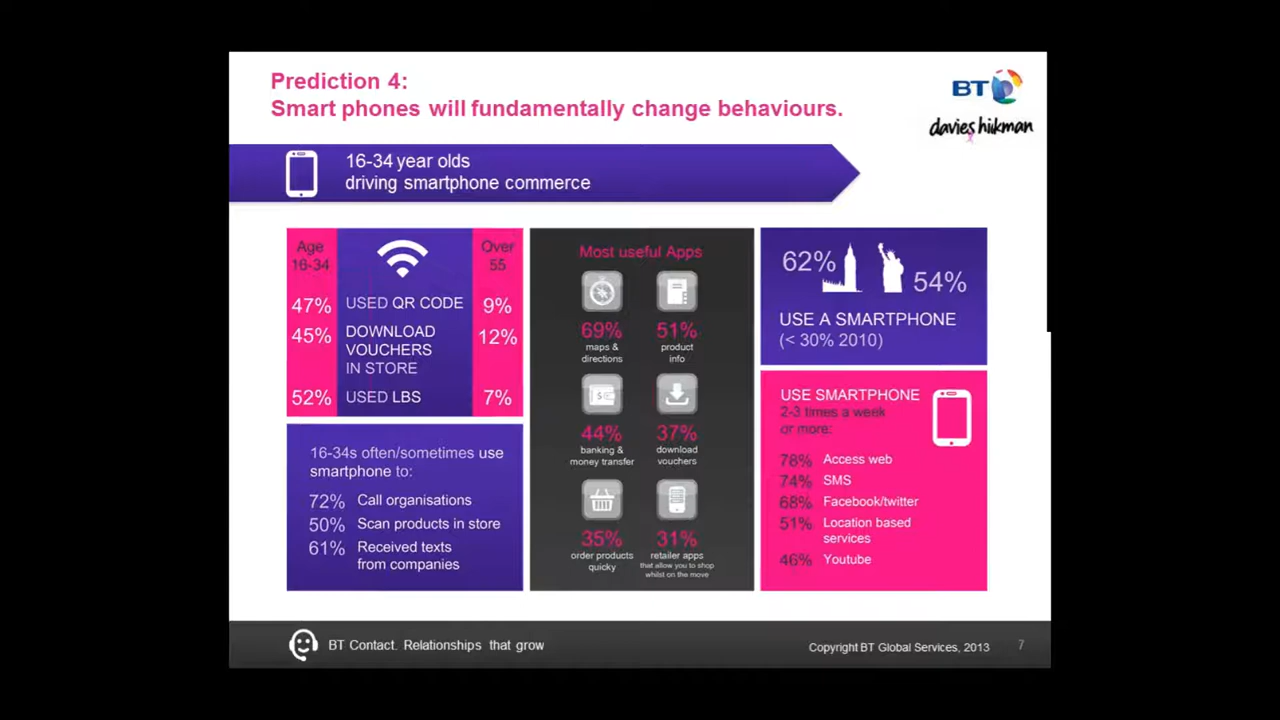 Prediction 4:
Smart phones will fundamentally change behaviours.
BT
davies hickman
16-34 year olds
driving smartphone commerce
Age
16-34
Over
55
47% USED QR CODE 9%
45% DOWNLOAD
VOUCHERS
IN STORE 12%
52% USED LBS 7%
16-34s often/sometimes use
smartphone to:
72% Call organisations
50% Scan products in store
61% Received texts
from companies
Most useful Apps
69%
maps &
directions
51%
product
info
44%
banking &
money transfer
37%
download
vouchers
35%
order products
quicky
31%
retailer apps
that allow you to shop
whilst on the move
62%
54%
USE A SMARTPHONE
(< 30% 2010)
USE SMARTPHONE
2-3 times a week
or more:
78% Access web
74% SMS
68% Facebook/twitter
51% Location based
services
46% Youtube
BT Contact. Relationships that grow
Copyright BT Global Services, 2013
7